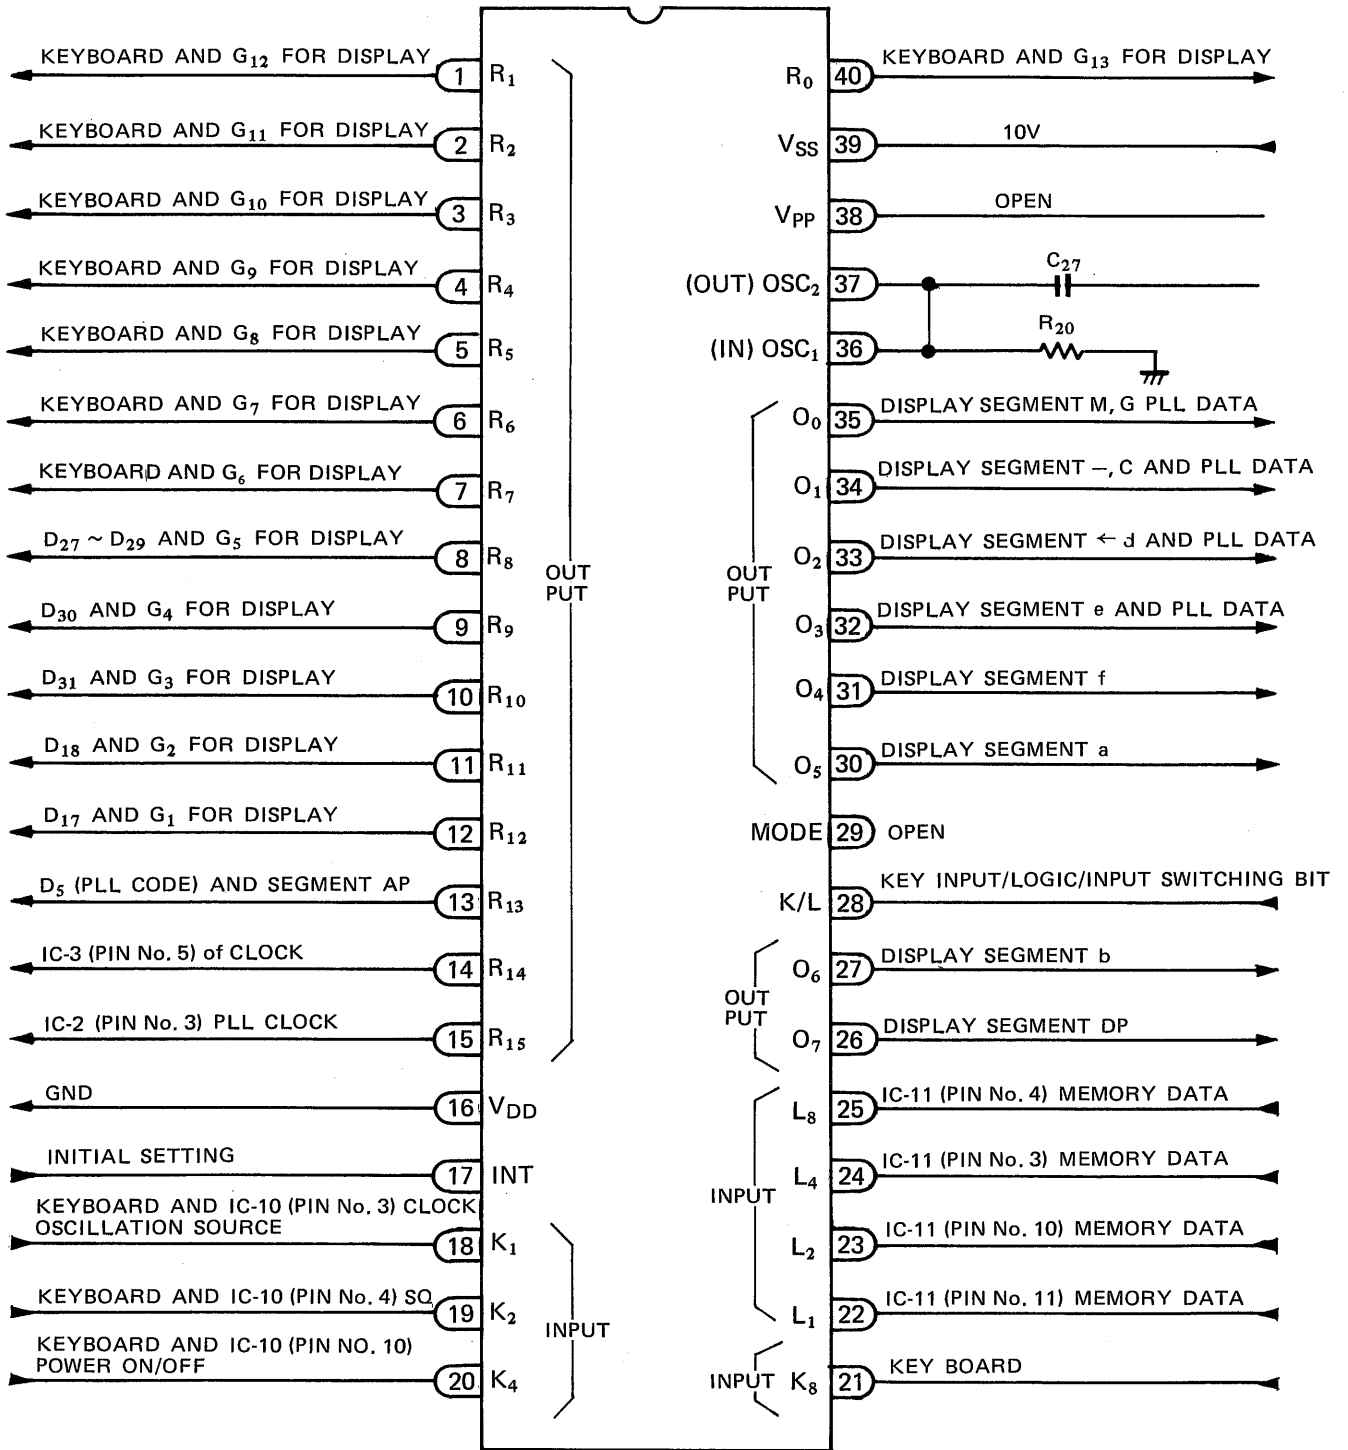 KEYBOARD AND G12 FOR DISPLAY
1 R1
KEYBOARD AND G11 FOR DISPLAY
2 R2
KEYBOARD AND G10 FOR DISPLAY
3 R3
KEYBOARD AND G9 FOR DISPLAY
4 R4
KEYBOARD AND G8 FOR DISPLAY
5 R5
KEYBOARD AND G7 FOR DISPLAY
6 R6
KEYBOARD AND G6 FOR DISPLAY
7 R7
D27 ~ D29 AND G5 FOR DISPLAY
8 R8
D30 AND G4 FOR DISPLAY
9 R9
D31 AND G3 FOR DISPLAY
10 R10
D18 AND G2 FOR DISPLAY
11 R11
D17 AND G1 FOR DISPLAY
12 R12
D5 (PLL CODE) AND SEGMENT AP
13 R13
IC-3 (PIN No. 5) of CLOCK
14 R14
IC-2 (PIN No. 3) PLL CLOCK
15 R15
OUT
PUT
GND
16 VDD
INITIAL SETTING
17 INT
KEYBOARD AND IC-10 (PIN No. 3) CLOCK
OSCILLATION SOURCE
18 K1
KEYBOARD AND IC-10 (PIN No. 4) SQ
19 K2
KEYBOARD AND IC-10 (PIN NO. 10)
POWER ON/OFF
20 K4
INPUT
KEYBOARD AND G13 FOR DISPLAY
R0 40
10V
VSS 39
OPEN
VPP 38
C27
(OUT) OSC2 37
R20
(IN) OSC1 36
DISPLAY SEGMENT M, G PLL DATA
O0 35
DISPLAY SEGMENT –, C AND PLL DATA
O1 34
DISPLAY SEGMENT ← d AND PLL DATA
O2 33
OUT
PUT
DISPLAY SEGMENT e AND PLL DATA
O3 32
DISPLAY SEGMENT f
O4 31
DISPLAY SEGMENT a
O5 30
MODE 29 OPEN
KEY INPUT/LOGIC/INPUT SWITCHING BIT
K/L 28
DISPLAY SEGMENT b
O6 27
OUT
PUT
DISPLAY SEGMENT DP
O7 26
IC-11 (PIN No. 4) MEMORY DATA
L8 25
IC-11 (PIN No. 3) MEMORY DATA
L4 24
INPUT
IC-11 (PIN No. 10) MEMORY DATA
L2 23
IC-11 (PIN No. 11) MEMORY DATA
L1 22
KEY BOARD
INPUT K8 21